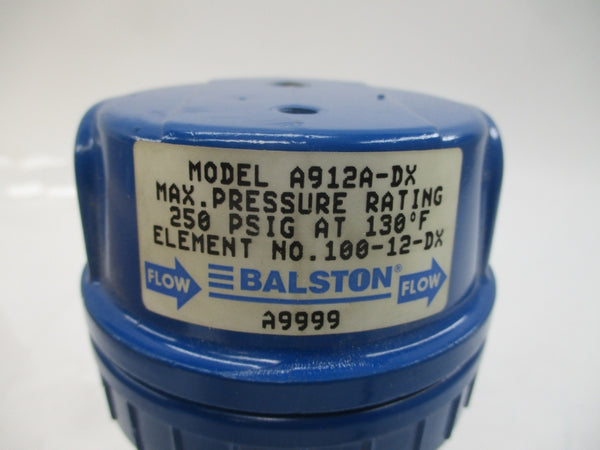 MODEL A912A-DX
MAX.PRESSURE RATING
250 PSIG AT 130°F
ELEMENT NO.100-12-DX
FLOW BALSTON® FLOW
A9999